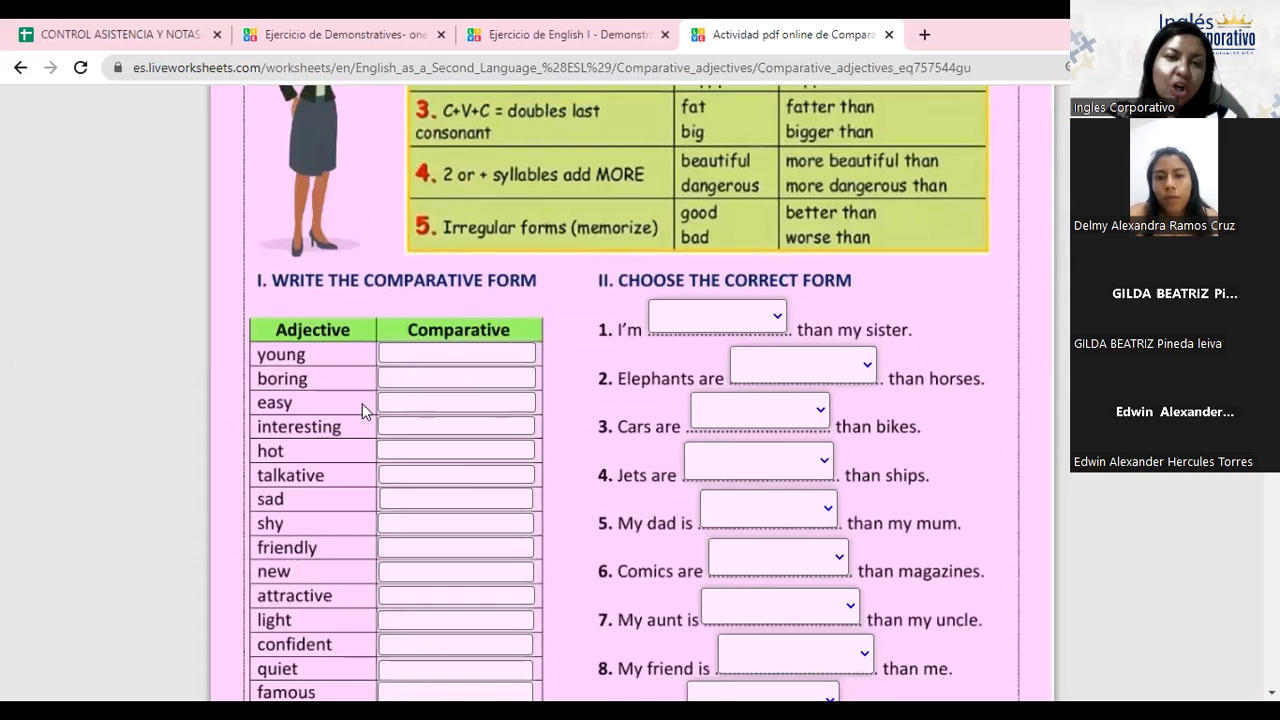 CONTROL ASISTENCIA Y NOTAS
Ejercicio de Demonstratives- one
Ejercicio de English I - Demonstr
Actividad pdf online de Compara
es.liveworksheets.com/worksheets/en/English_as_a_Second_Language_%28ESL%29/Comparative_adjectives/Comparative_adjectives_eq757544gu
3. C+V+C = doubles last consonant
fat
fatter than
big
bigger than
4. 2 or + syllables add MORE
beautiful
more beautiful than
dangerous
more dangerous than
5. Irregular forms (memorize)
good
better than
bad
worse than
I. WRITE THE COMPARATIVE FORM
Adjective
Comparative
young
boring
easy
interesting
hot
talkative
sad
shy
friendly
new
attractive
light
confident
quiet
famous
II. CHOOSE THE CORRECT FORM
1. I'm ........ than my sister.
2. Elephants are ........ than horses.
3. Cars are ........ than bikes.
4. Jets are ........ than ships.
5. My dad is ........ than my mum.
6. Comics are ........ than magazines.
7. My aunt is ........ than my uncle.
8. My friend is ........ than me.
Inglés
Corporativo
Ingles Corporativo
Delmy Alexandra Ramos Cruz
GILDA BEATRIZ Pi...
GILDA BEATRIZ Pineda leiva
Edwin Alexander...
Edwin Alexander Hercules Torres